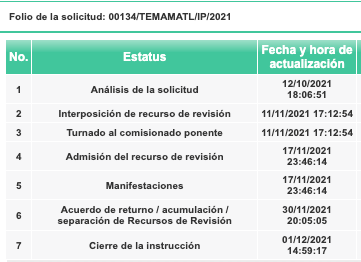 Folio de la solicitud: 00134/TEMAMATL/IP/2021
No. Estatus Fecha y hora de actualización
1 Análisis de la solicitud 12/10/2021 18:06:51
2 Interposición de recurso de revisión 11/11/2021 17:12:54
3 Turnado al comisionado ponente 11/11/2021 17:12:54
4 Admisión del recurso de revisión 17/11/2021 23:46:14
5 Manifestaciones 17/11/2021 23:46:14
6 Acuerdo de returno / acumulación / separación de Recursos de Revisión 30/11/2021 20:05:05
7 Cierre de la instrucción 01/12/2021 14:59:17